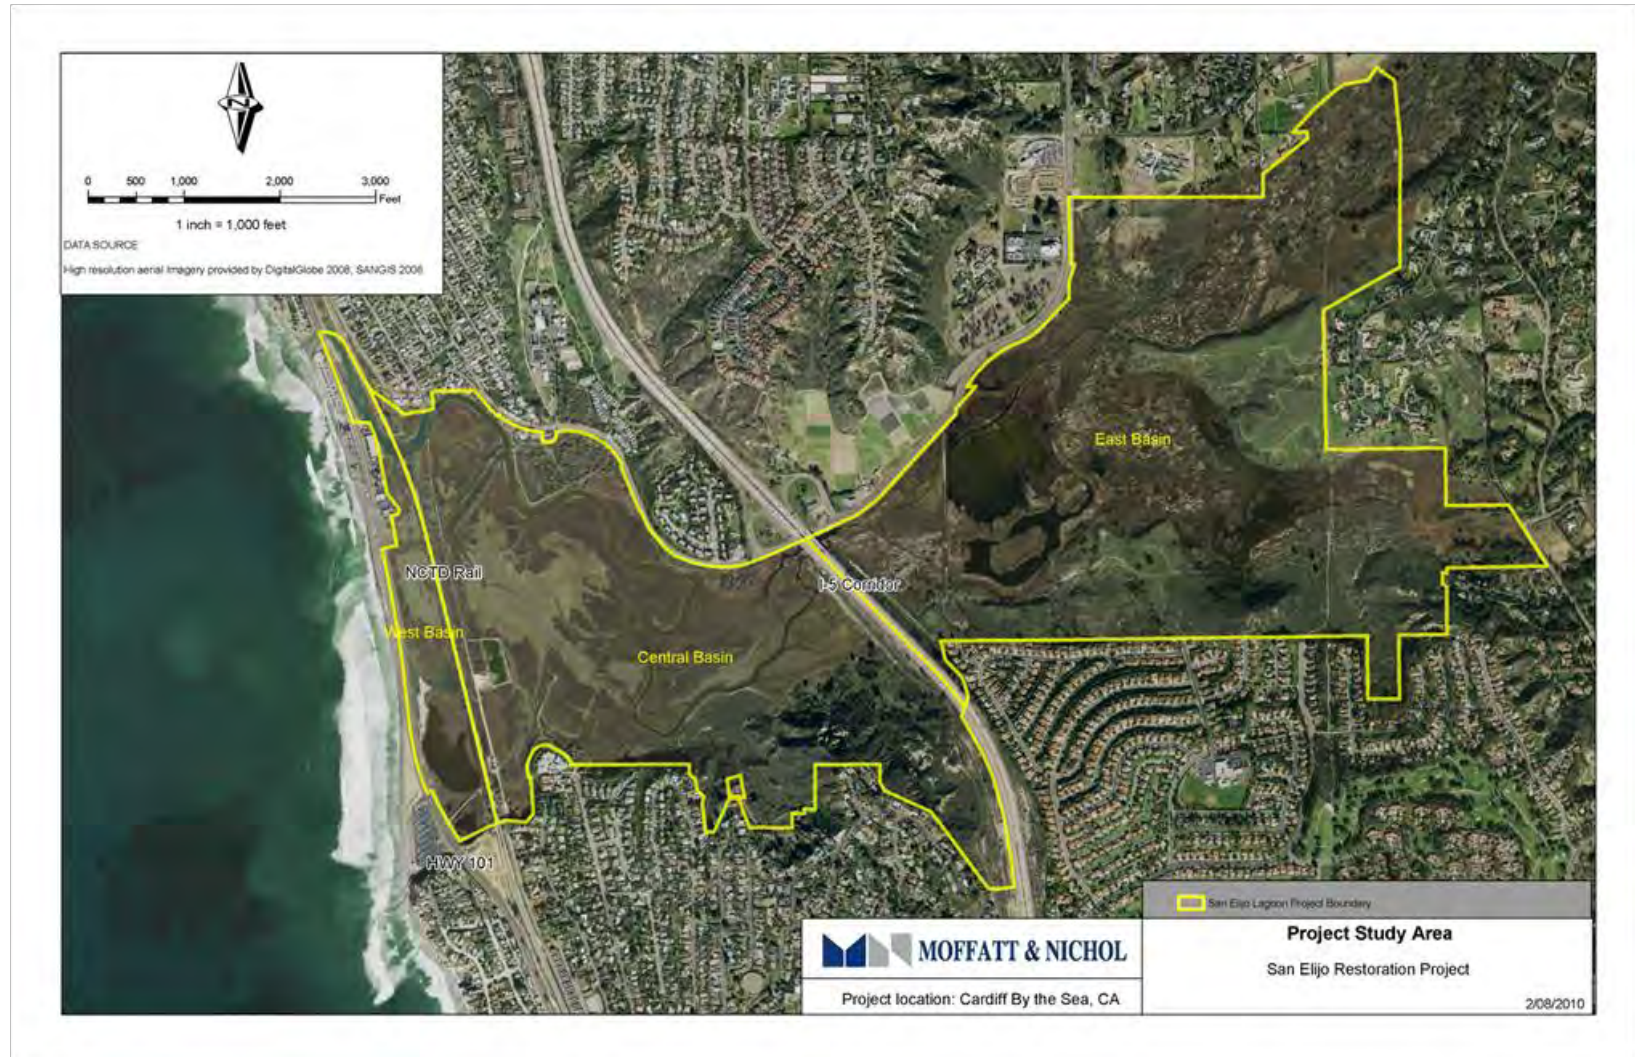 N
0 500 1,000 2,000 3,000
Feet
1 inch = 1,000 feet
DATA SOURCE
High resolution aerial Imagery provided by DigitalGlobe 2008, SANGIS 2008
East Basin
NCTD Rail
I-5 Corridor
West Basin
Central Basin
HWY 101
San Elijo Lagoon Project Boundary
MOFFATT & NICHOL
Project location: Cardiff By the Sea, CA
Project Study Area
San Elijo Restoration Project
2/08/2010